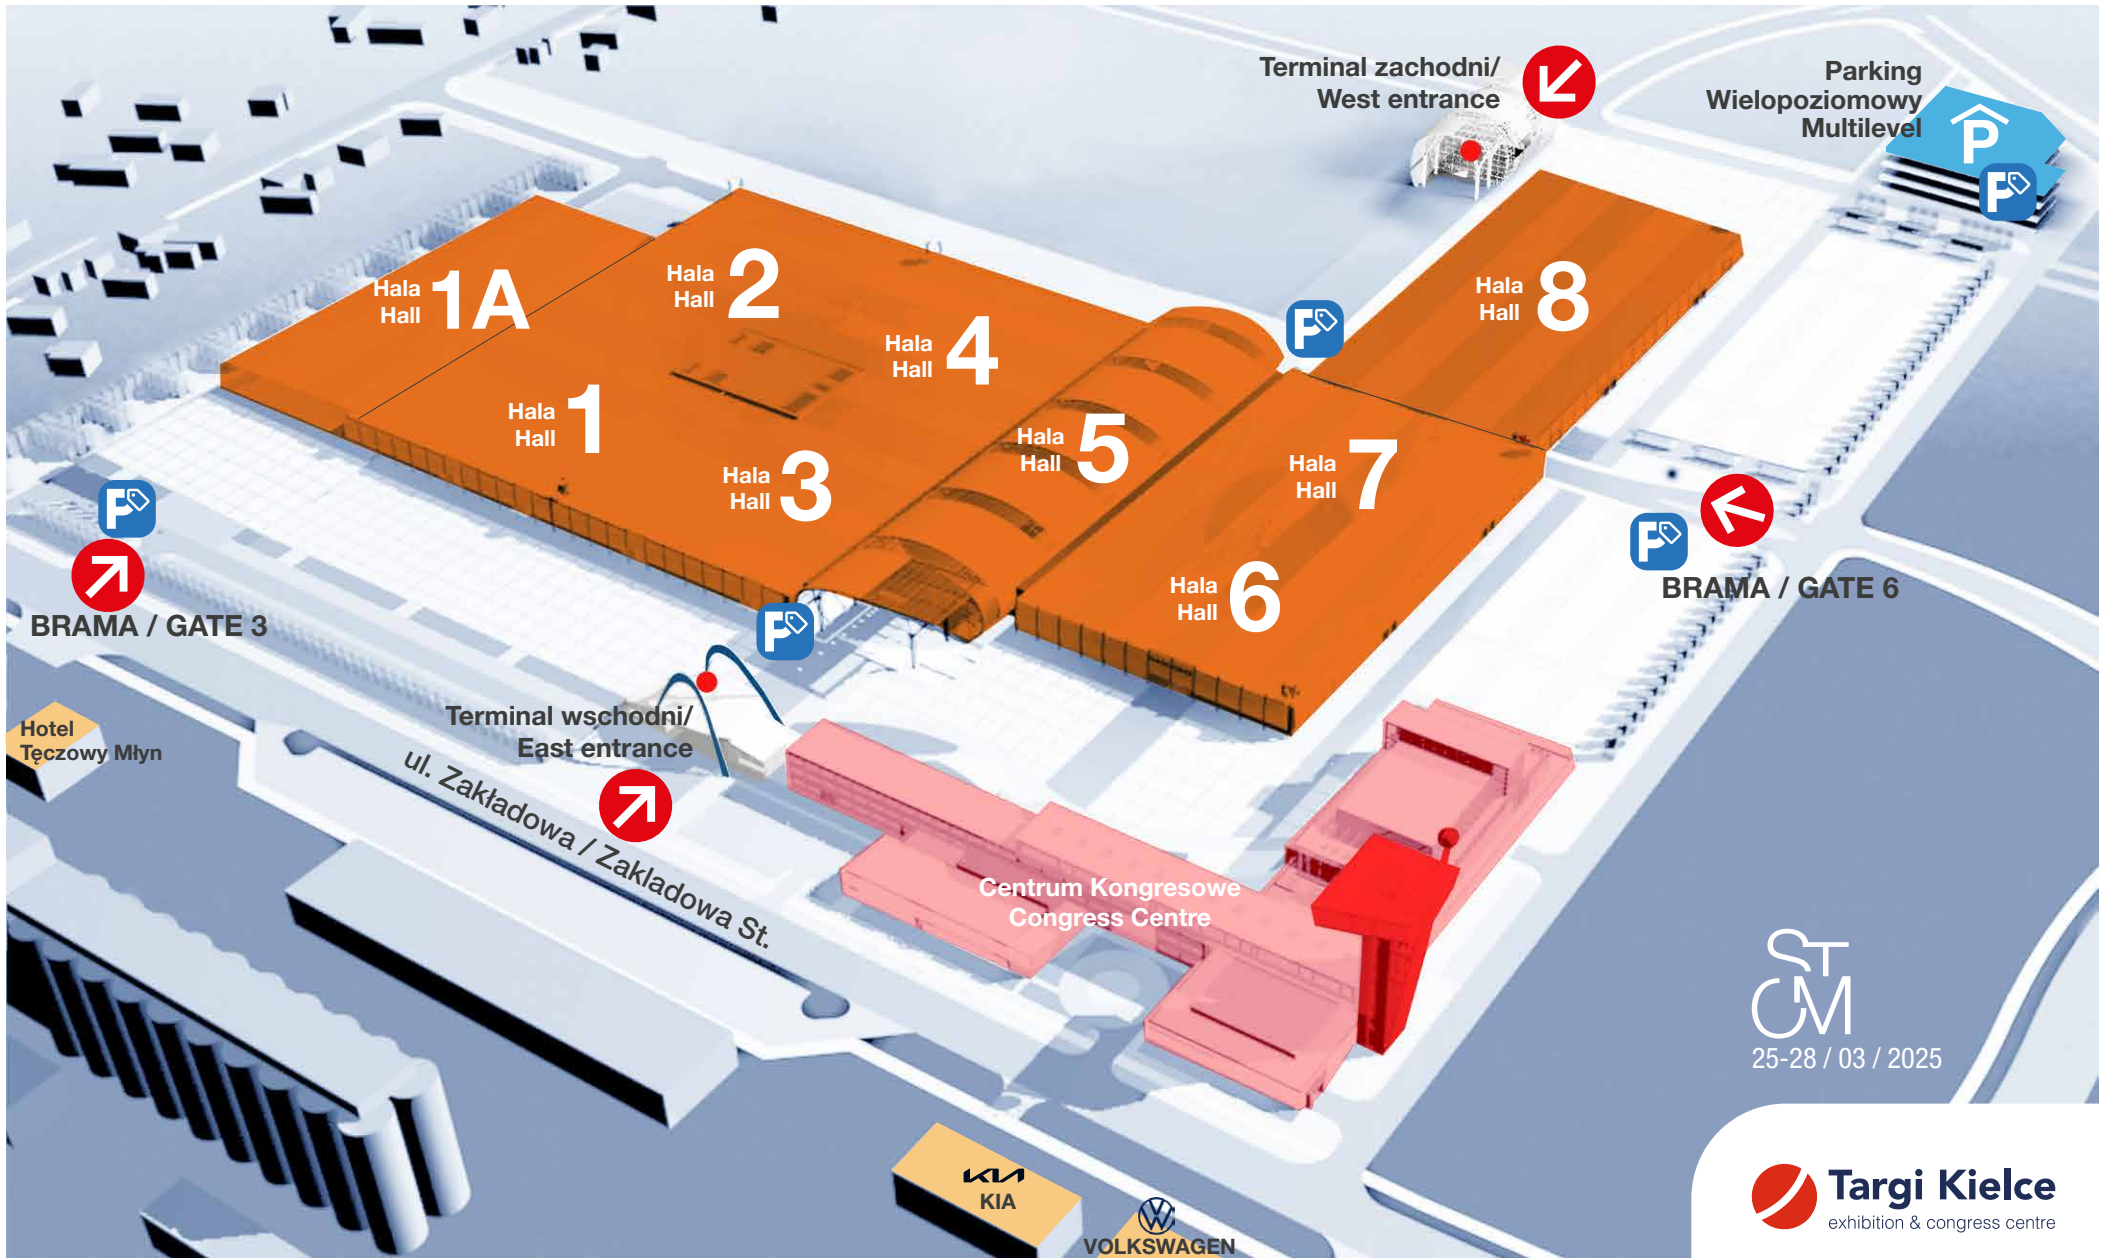 Terminal zachodni/
West entrance
Parking
Wielopoziomowy
Multilevel
P
P
Hala
Hall
1A
Hala
Hall
2
Hala
Hall
8
P
Hala
Hall
4
Hala
Hall
1
Hala
Hall
5
Hala
Hall
7
Hala
Hall
3
P
BRAMA / GATE 3
P
BRAMA / GATE 6
Hala
Hall
6
P
Terminal wschodni/
East entrance
Hotel
Tęczowy Młyn
ul. Zakładowa / Zakladowa St.
Centrum Kongresowe
Congress Centre
STOM
25-28 / 03 / 2025
KIA
KIA
VW
VOLKSWAGEN
Targi Kielce
exhibition & congress centre